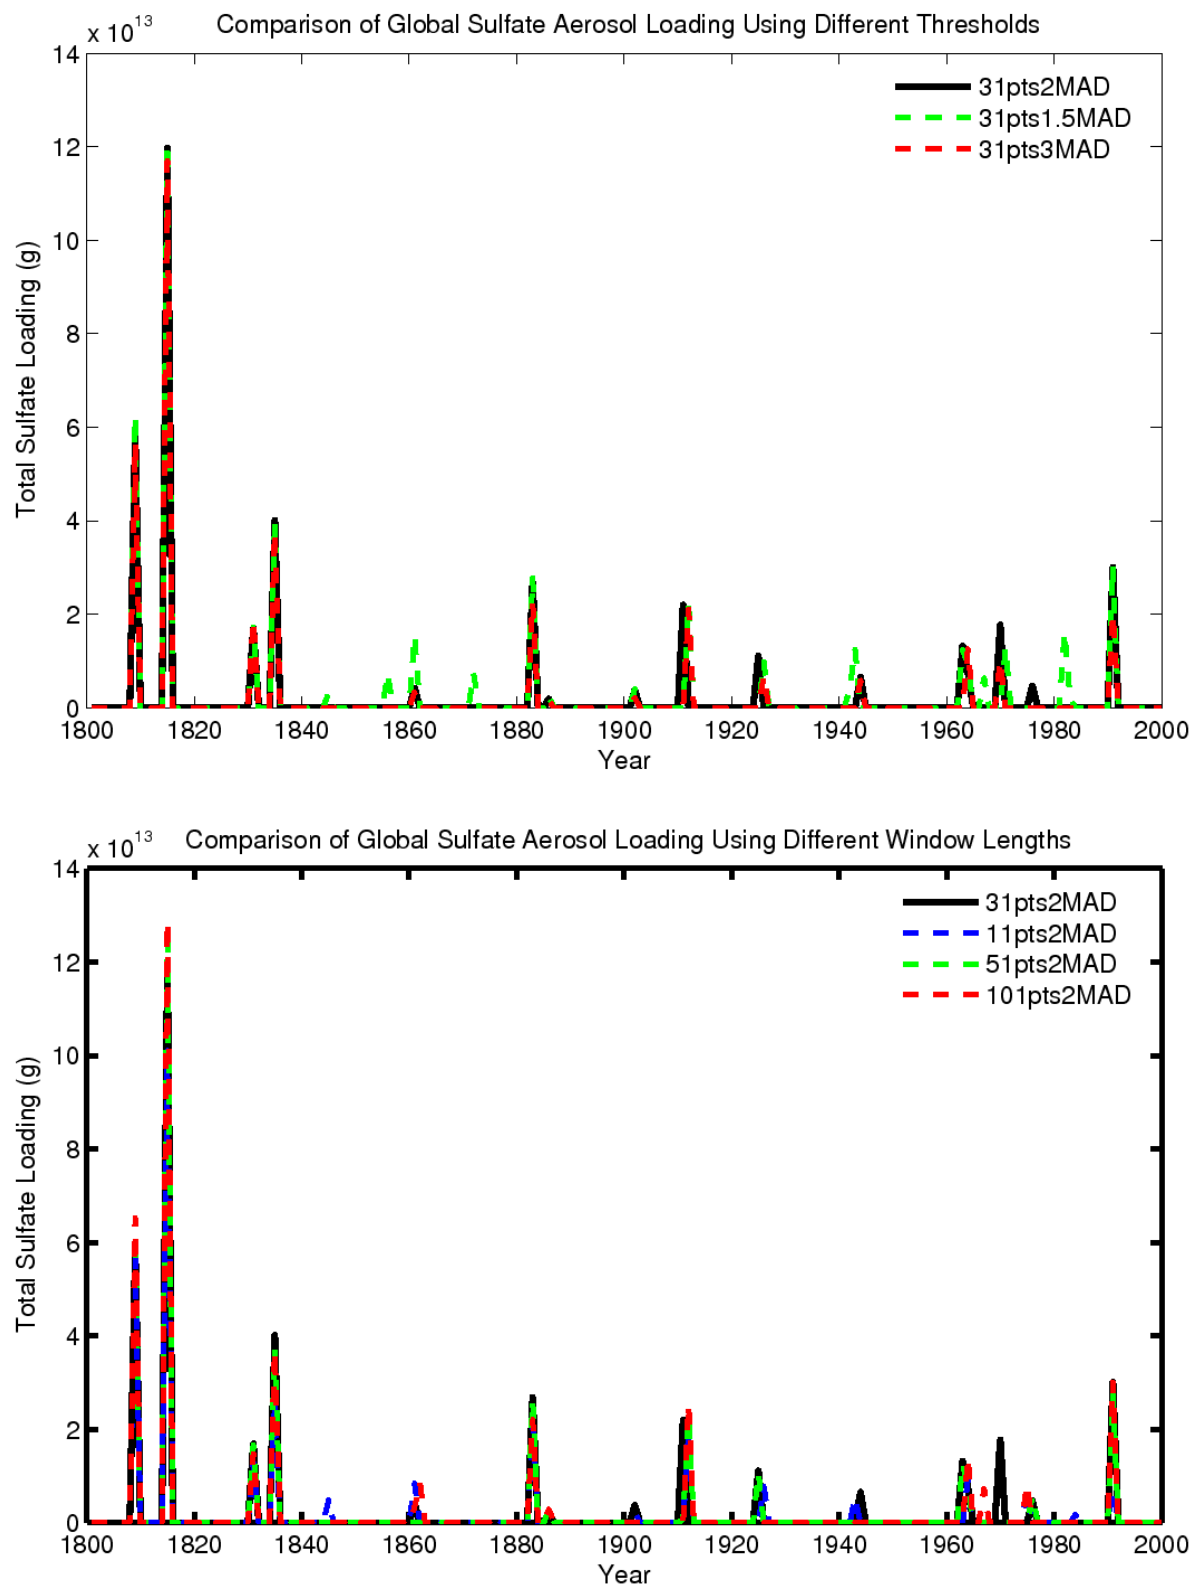 x 10^13
Comparison of Global Sulfate Aerosol Loading Using Different Thresholds
14
12
10
8
6
4
2
0
Total Sulfate Loading (g)
31pts2MAD
31pts1.5MAD
31pts3MAD
1800 1820 1840 1860 1880 1900 1920 1940 1960 1980 2000
Year
x 10^13
Comparison of Global Sulfate Aerosol Loading Using Different Window Lengths
14
12
10
8
6
4
2
0
Total Sulfate Loading (g)
31pts2MAD
11pts2MAD
51pts2MAD
101pts2MAD
1800 1820 1840 1860 1880 1900 1920 1940 1960 1980 2000
Year